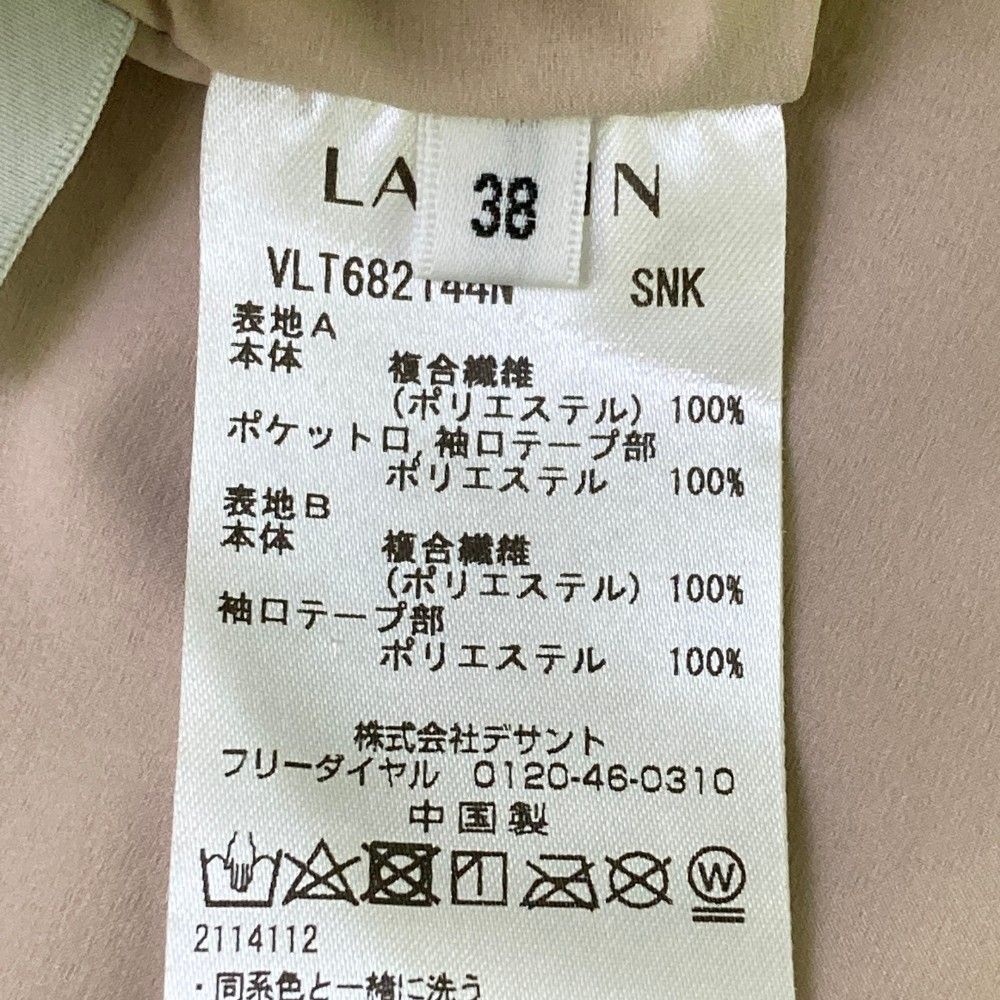 38
VLT682144N SNK
表地A
本体
複合繊維
(ポリエステル) 100%
ポケット口,袖口テープ部
ポリエステル 100%
表地B
本体
複合繊維
(ポリエステル) 100%
袖口テープ部
ポリエステル 100%
株式会社デサント
フリーダイヤル 0120-46-0310
中国製
W
2114112
・同系色と一緒に洗う